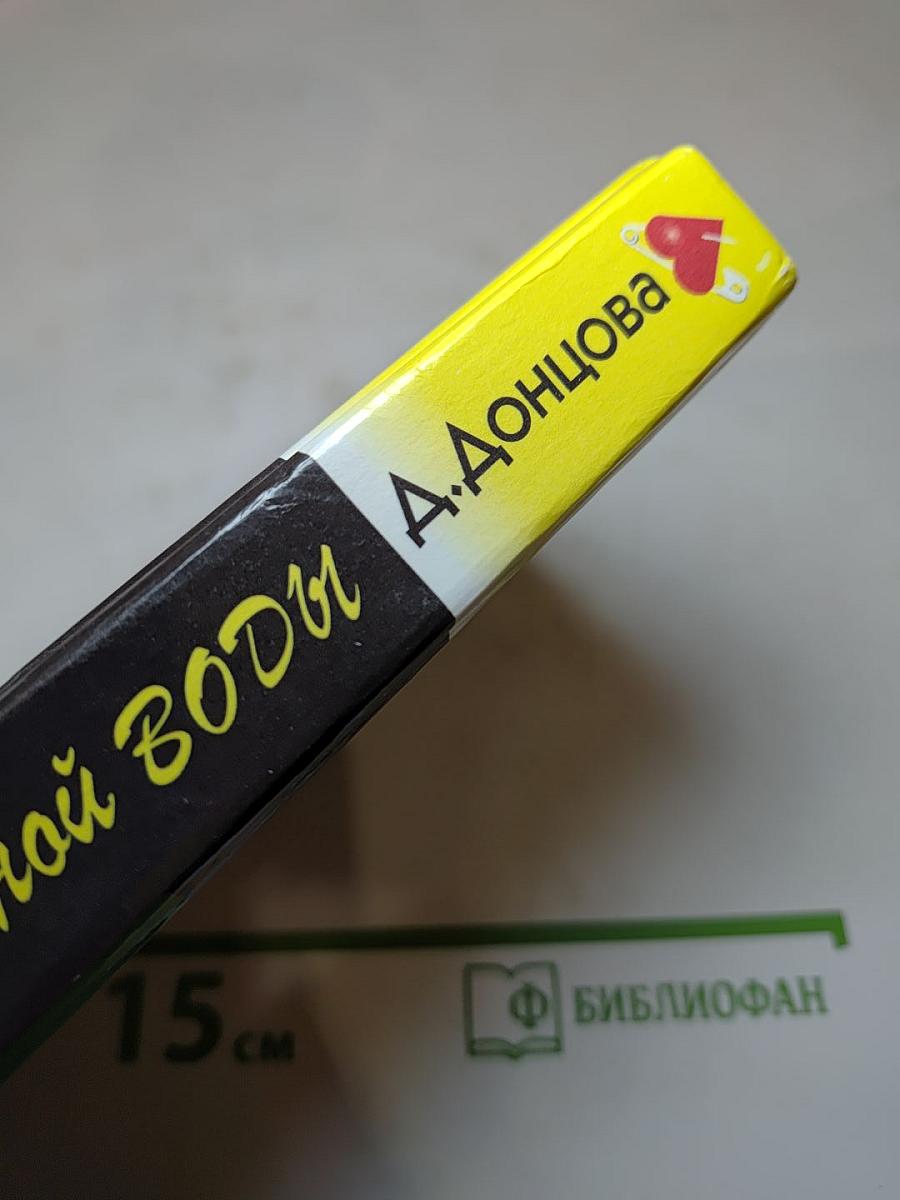 Д.Донцова
ной воды
15 см
Ф БИБЛИОФАН